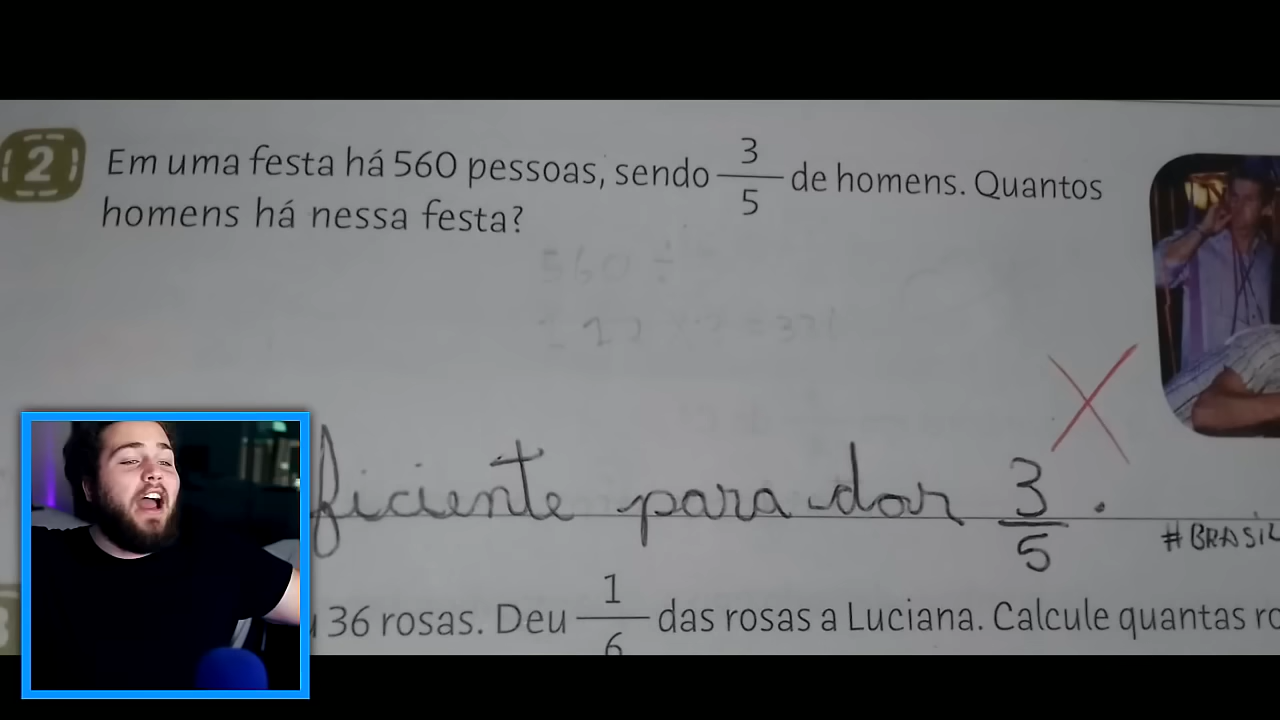 2 Em uma festa há 560 pessoas, sendo 3/5 de homens. Quantos
homens há nessa festa?
560 ÷
ficiente para dar 3/5.
#BRASIL
36 rosas. Deu 1/6 das rosas a Luciana. Calcule quantas ro